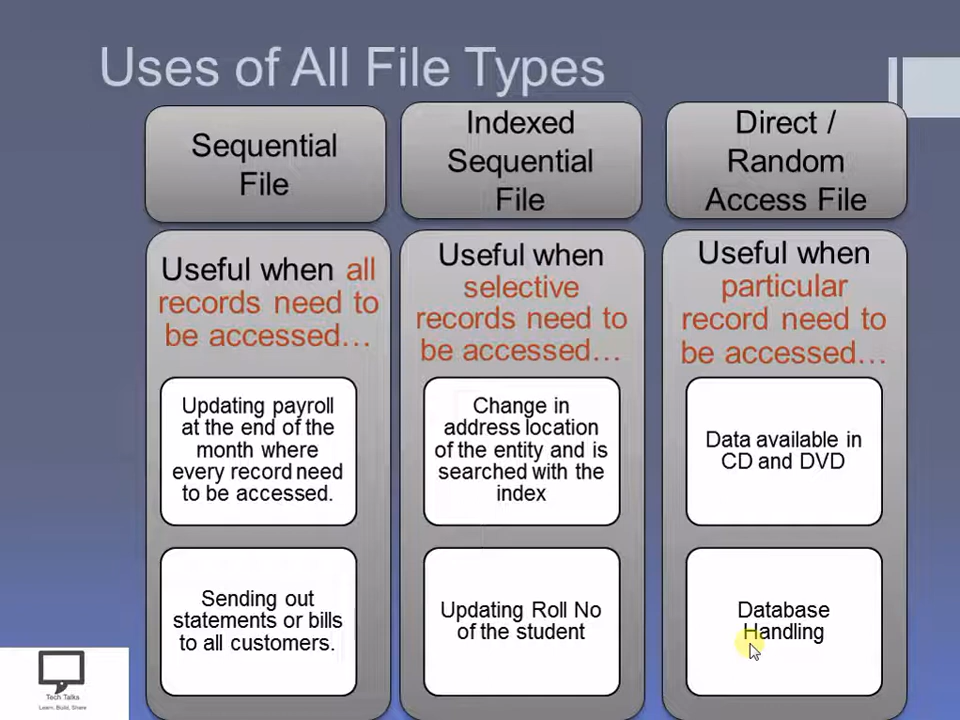 Uses of All File Types
Sequential
File
Indexed
Sequential
File
Direct /
Random
Access File
Useful when all
records need to
be accessed…
Updating payroll
at the end of the
month where
every record need
to be accessed.
Sending out
statements or bills
to all customers.
Useful when
selective
records need to
be accessed…
Change in
address location
of the entity and is
searched with the
index
Updating Roll No
of the student
Useful when
particular
record need to
be accessed…
Data available in
CD and DVD
Database
Handling
Tech Talks
Learn. Build, Share